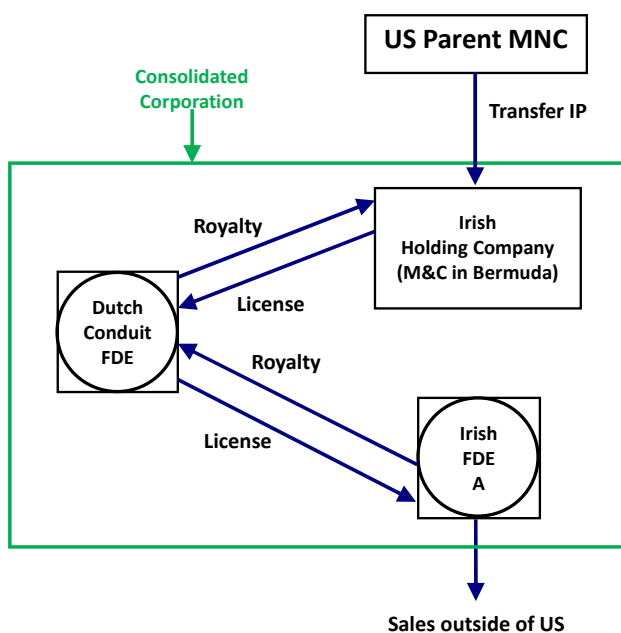 US Parent MNC
Consolidated
Corporation
Transfer IP
Royalty
Irish
Holding Company
(M&C in Bermuda)
License
Dutch
Conduit
FDE
Royalty
License
Irish
FDE
A
Sales outside of US